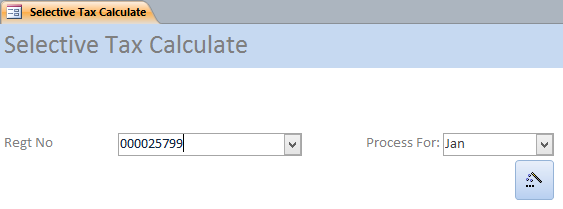 Selective Tax Calculate
Selective Tax Calculate
Regt No 000025799 Process For: Jan